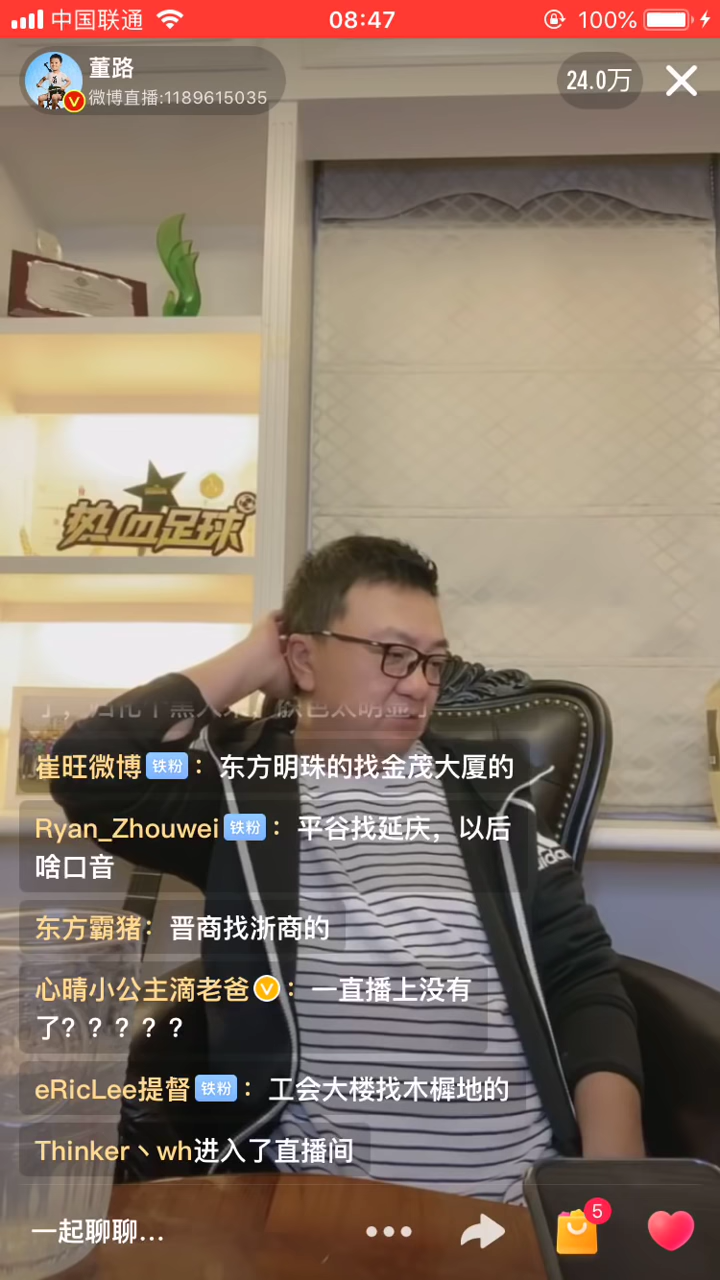 中国联通
08:47
100%
董路
微博直播:1189615035
24.0万
热血足球
崔旺微博 铁粉：东方明珠的找金茂大厦的
Ryan_Zhouwei 铁粉：平谷找延庆，以后
啥口音
adidas
东方霸猪：晋商找浙商的
心晴小公主滴老爸：一直播上没有
了？？？？？
eRicLee提督 铁粉：工会大楼找木樨地的
Thinker丶wh进入了直播间
一起聊聊...
5